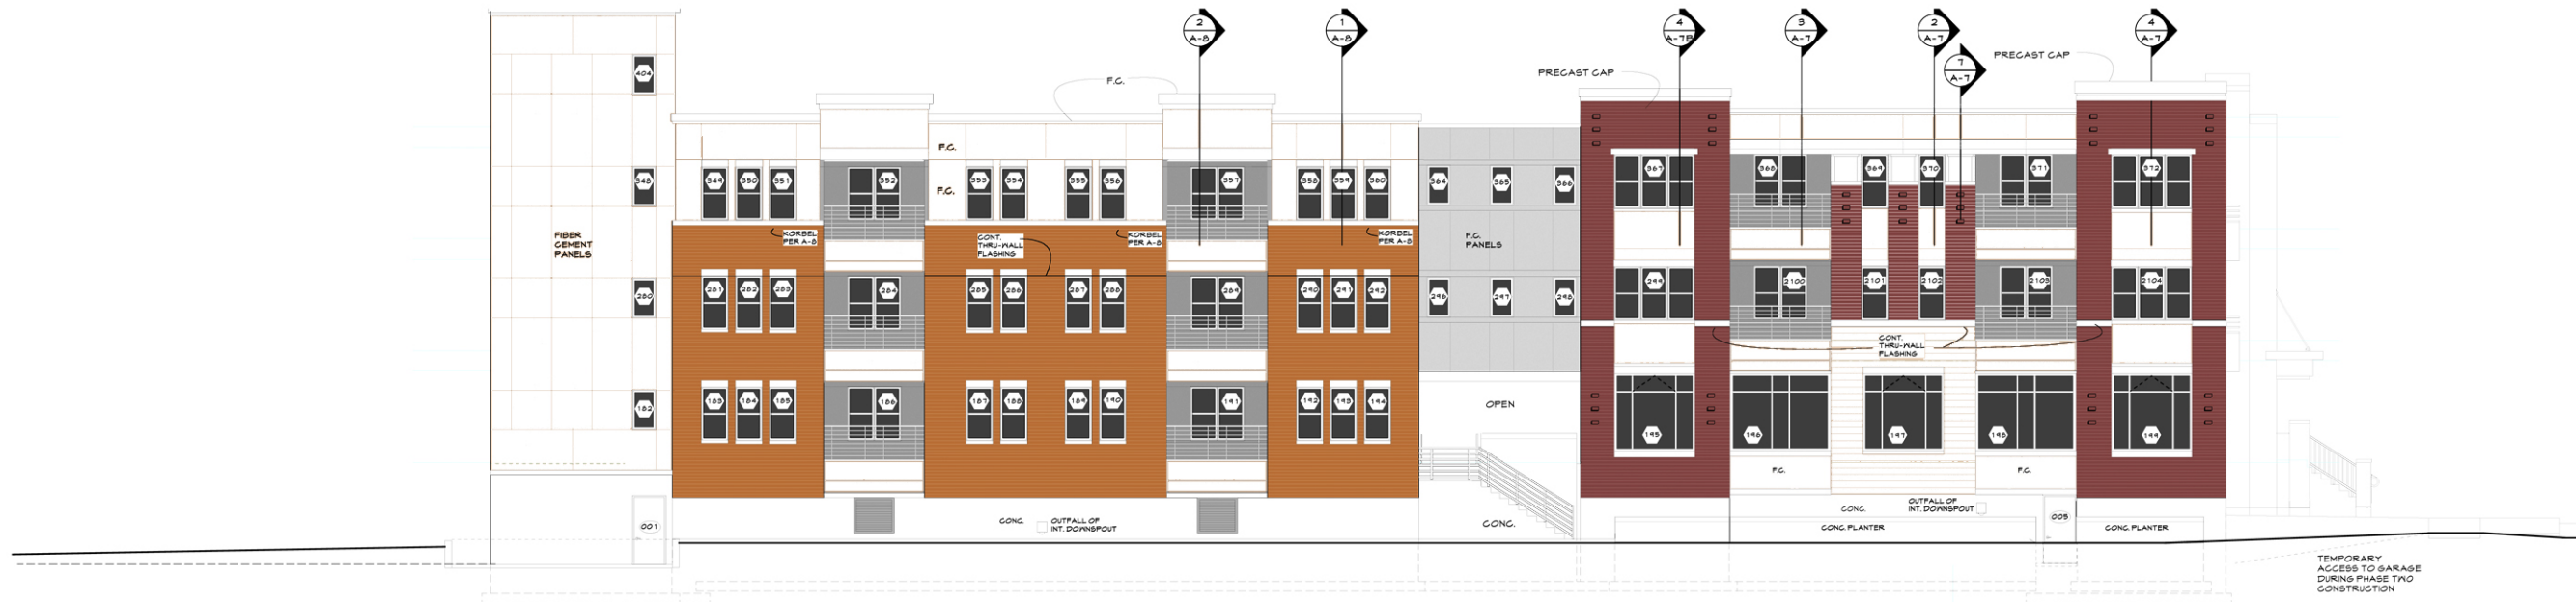 2
A-8
1
A-8
4
A-7B
3
A-7
2
A-7
7
A-7
4
A-7
PRECAST CAP
PRECAST CAP
F.C.
404
F.C.
F.C.
348
349
350
351
352
353
354
355
356
357
358
359
360
364
365
366
367
368
369
370
371
372
FIBER
CEMENT
PANELS
KORBEL
PER A-8
CONT.
THRU-WALL
FLASHING
KORBEL
PER A-8
KORBEL
PER A-8
F.C.
PANELS
280
281
282
283
284
285
286
287
288
289
290
291
292
296
297
298
299
2100
2101
2102
2103
2104
CONT.
THRU-WALL
FLASHING
182
183
184
185
186
187
188
189
190
191
192
193
194
OPEN
195
196
197
198
199
F.C.
F.C.
001
CONC.
OUTFALL OF
INT. DOWNSPOUT
CONC.
CONC.
OUTFALL OF
INT. DOWNSPOUT
005
CONC. PLANTER
CONC. PLANTER
TEMPORARY
ACCESS TO GARAGE
DURING PHASE TWO
CONSTRUCTION